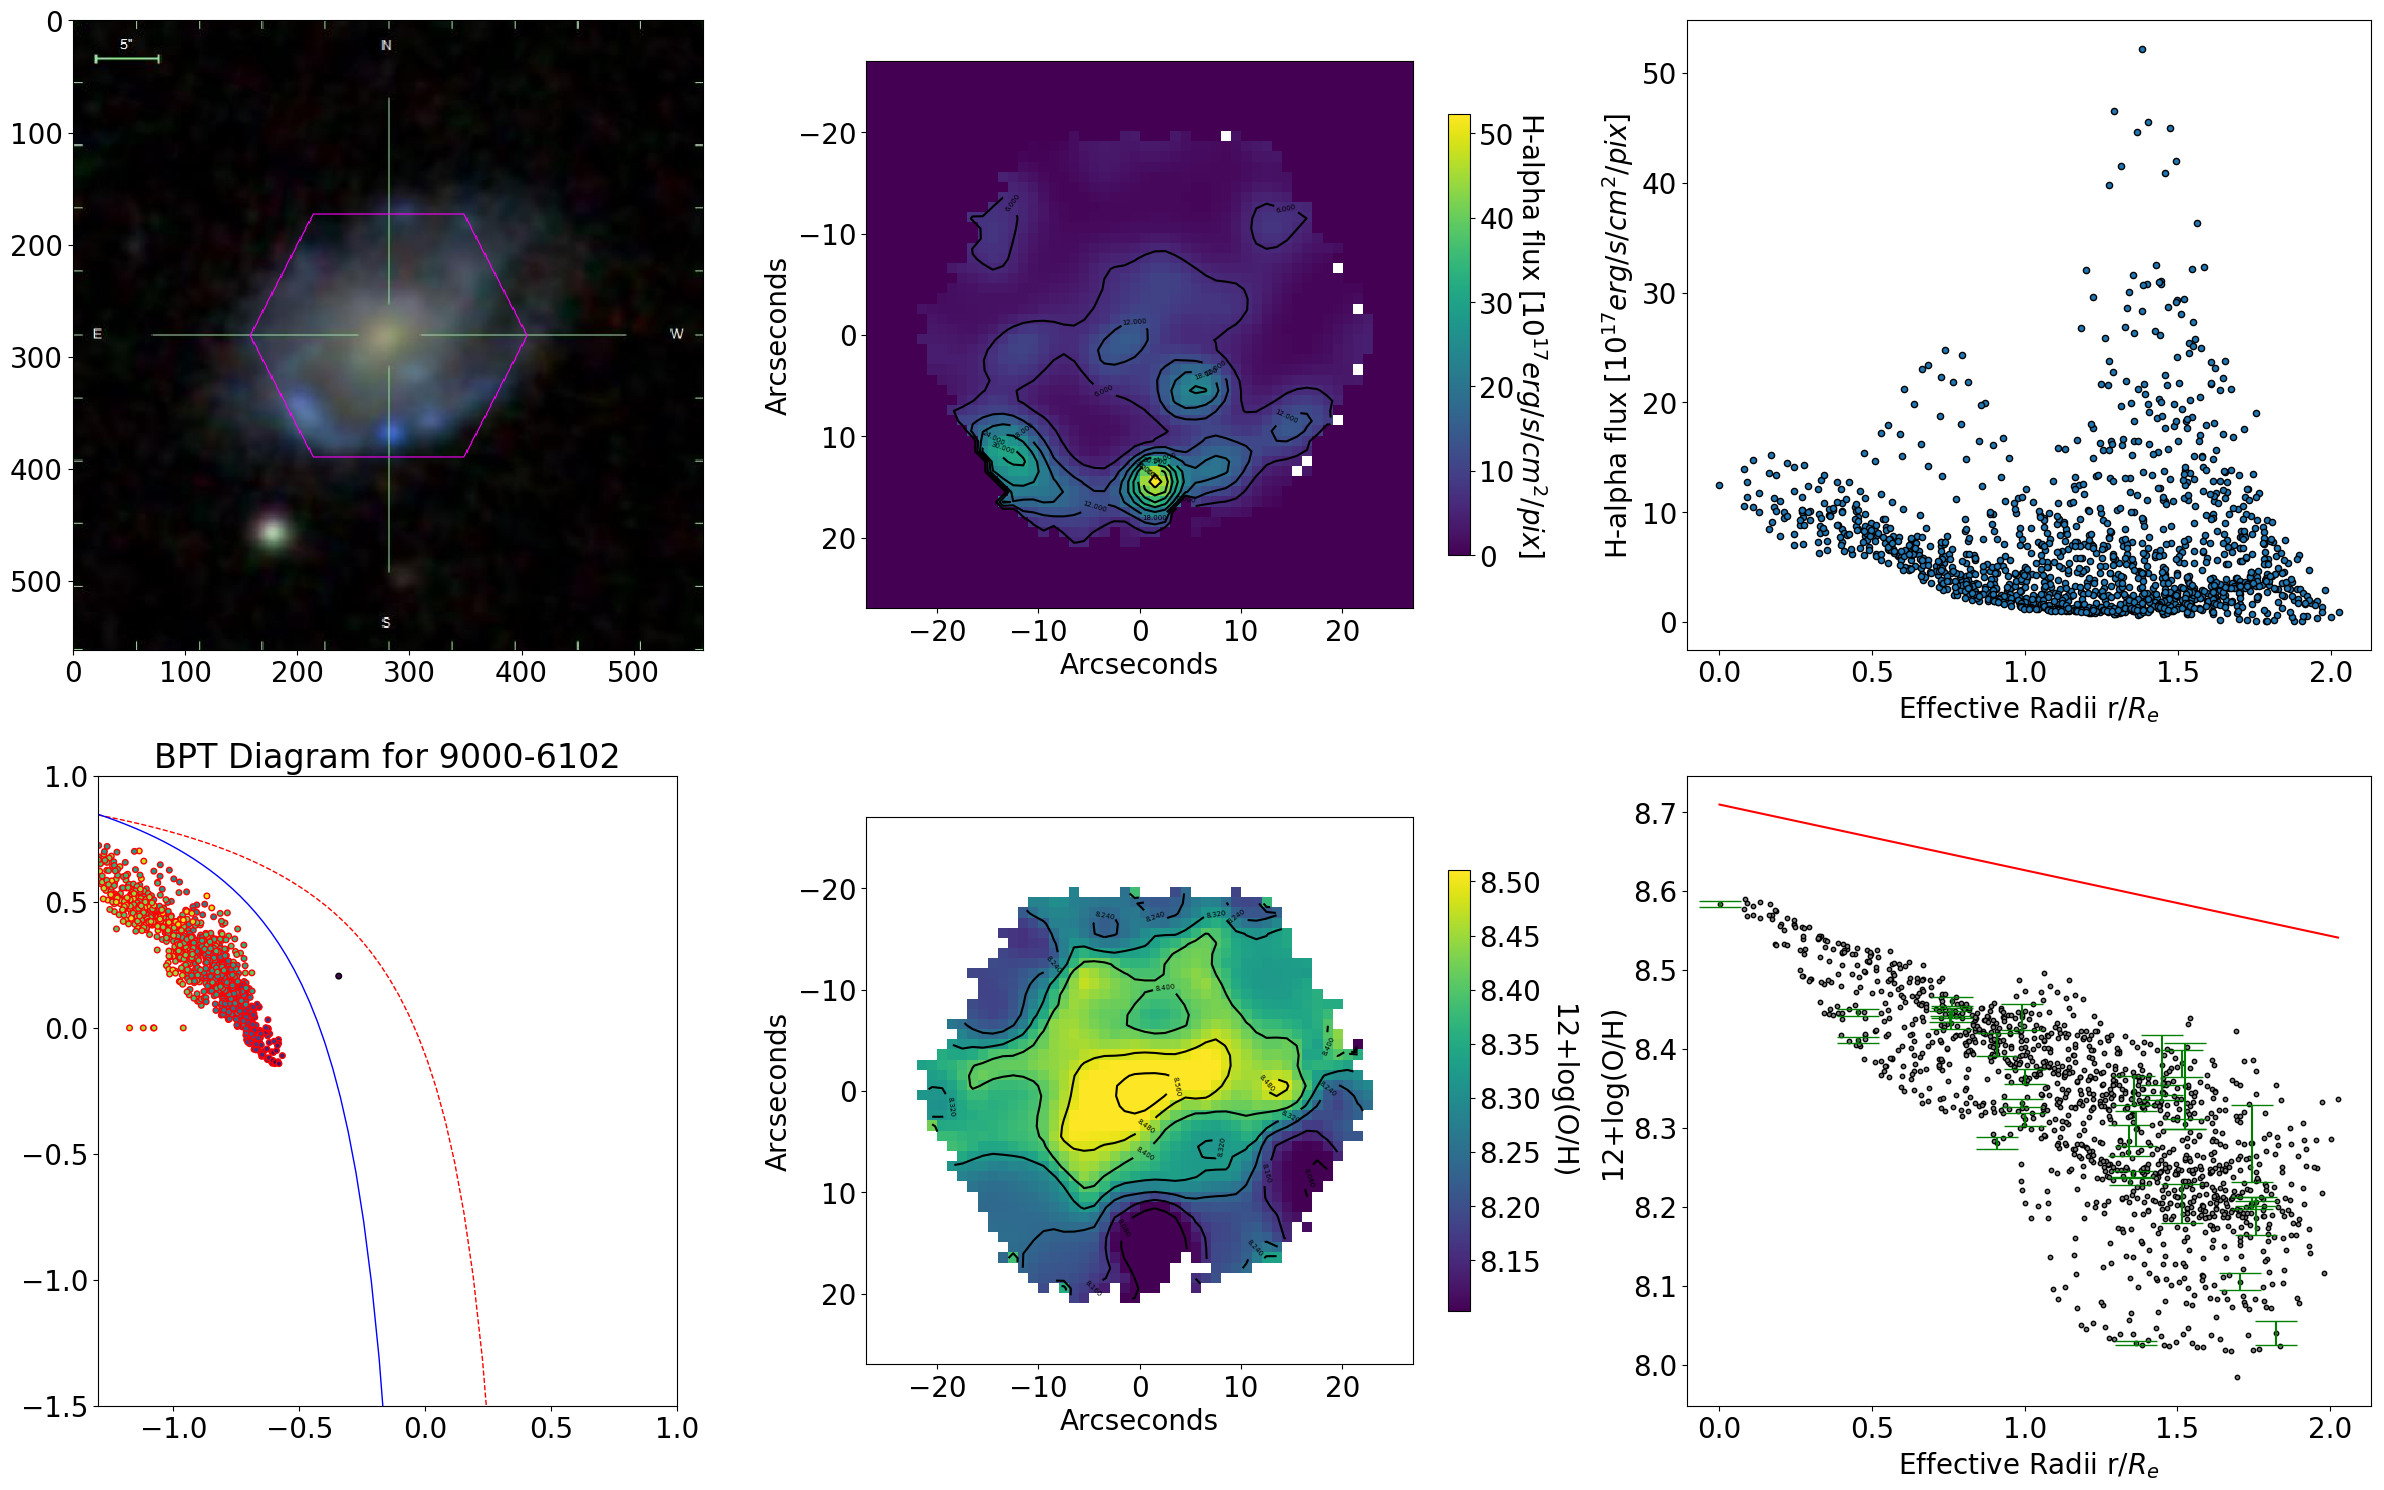 0
100
200
300
400
500
0 100 200 300 400 500
5"
N
E
W
S
−20
−10
0
10
20
−20 −10 0 10 20
Arcseconds
Arcseconds
50
40
30
20
10
0
H-alpha flux [10^17 erg/s/cm^2/pix]
50
40
30
20
10
0
0.0 0.5 1.0 1.5 2.0
H-alpha flux [10^17 erg/s/cm^2/pix]
Effective Radii r/R_e
BPT Diagram for 9000-6102
1.0
0.5
0.0
−0.5
−1.0
−1.5
−1.0 −0.5 0.0 0.5 1.0
−20
−10
0
10
20
−20 −10 0 10 20
Arcseconds
Arcseconds
8.50
8.45
8.40
8.35
8.30
8.25
8.20
8.15
12+log(O/H)
8.7
8.6
8.5
8.4
8.3
8.2
8.1
8.0
0.0 0.5 1.0 1.5 2.0
12+log(O/H)
Effective Radii r/R_e